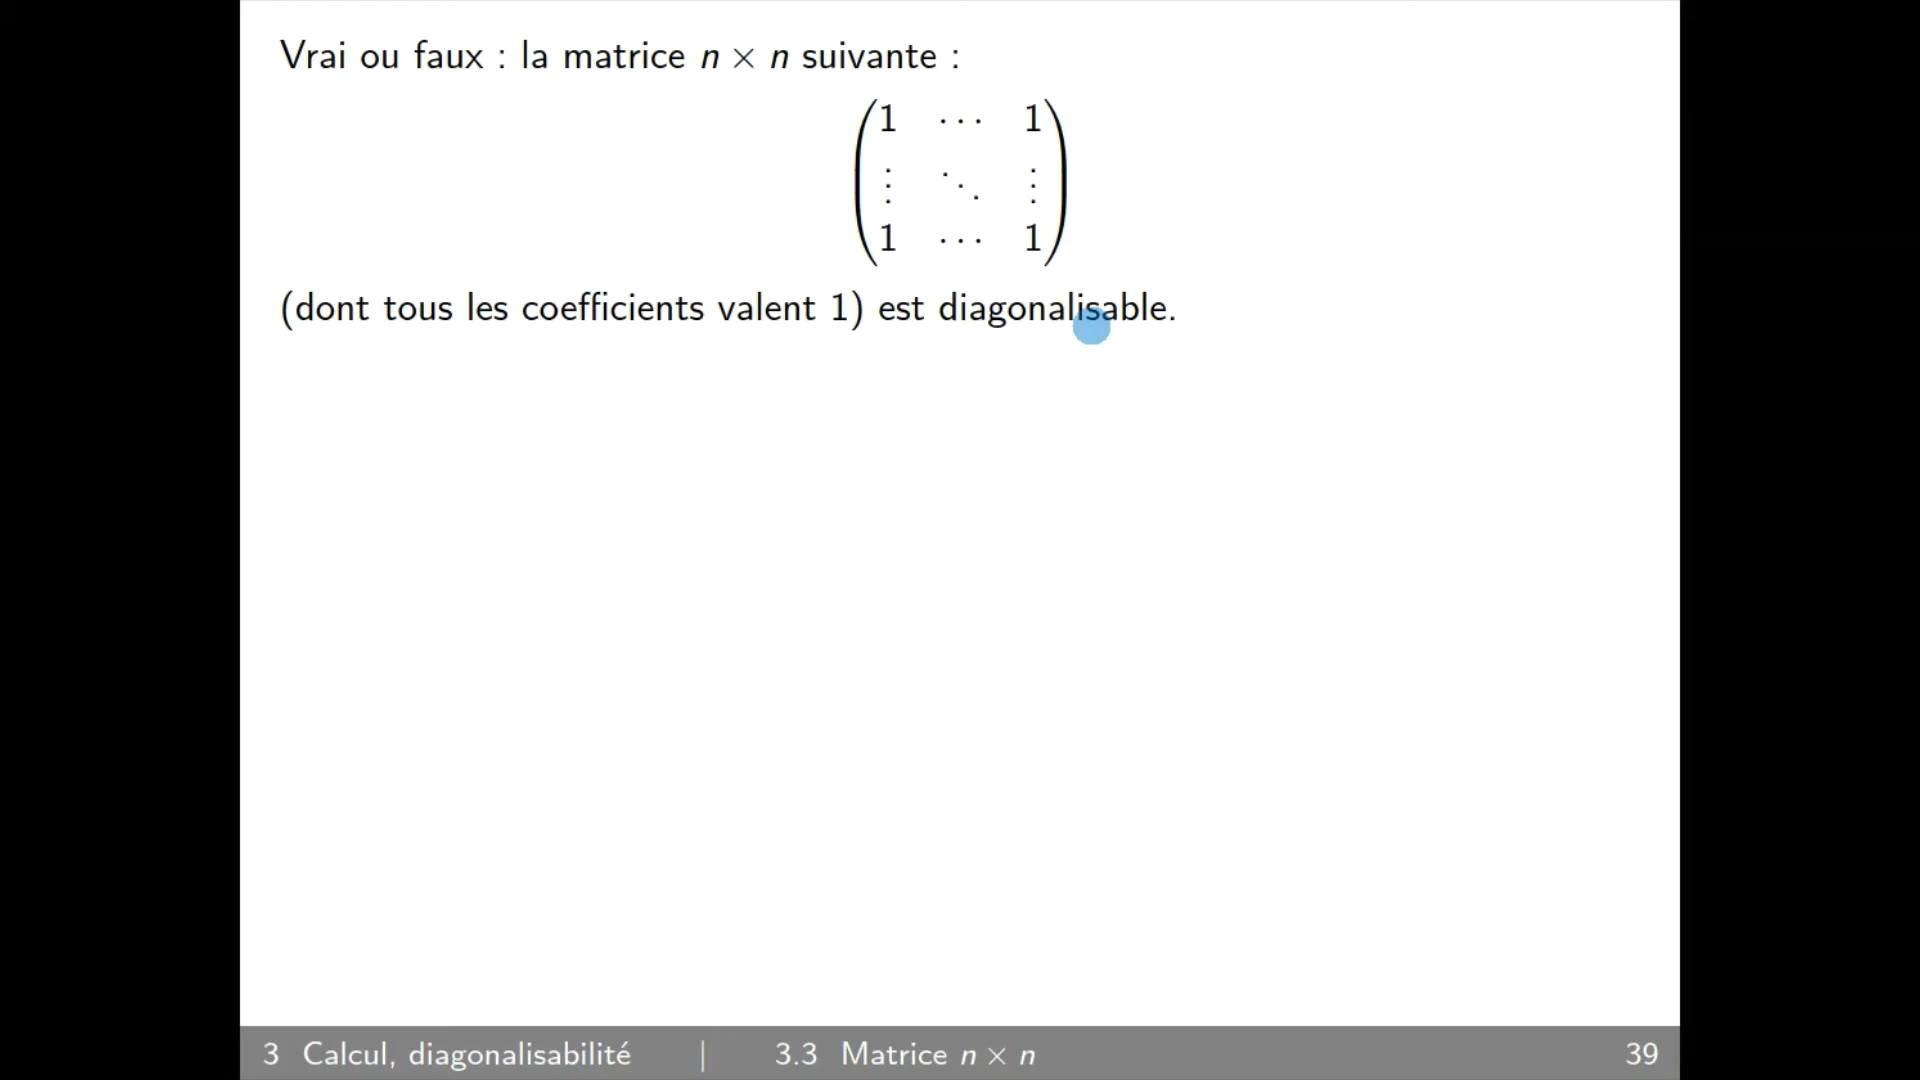 Vrai ou faux : la matrice n × n suivante :
1 ⋯ 1
⋮ ⋱ ⋮
1 ⋯ 1
(dont tous les coefficients valent 1) est diagonalisable.
3 Calcul, diagonalisabilité | 3.3 Matrice n × n 39